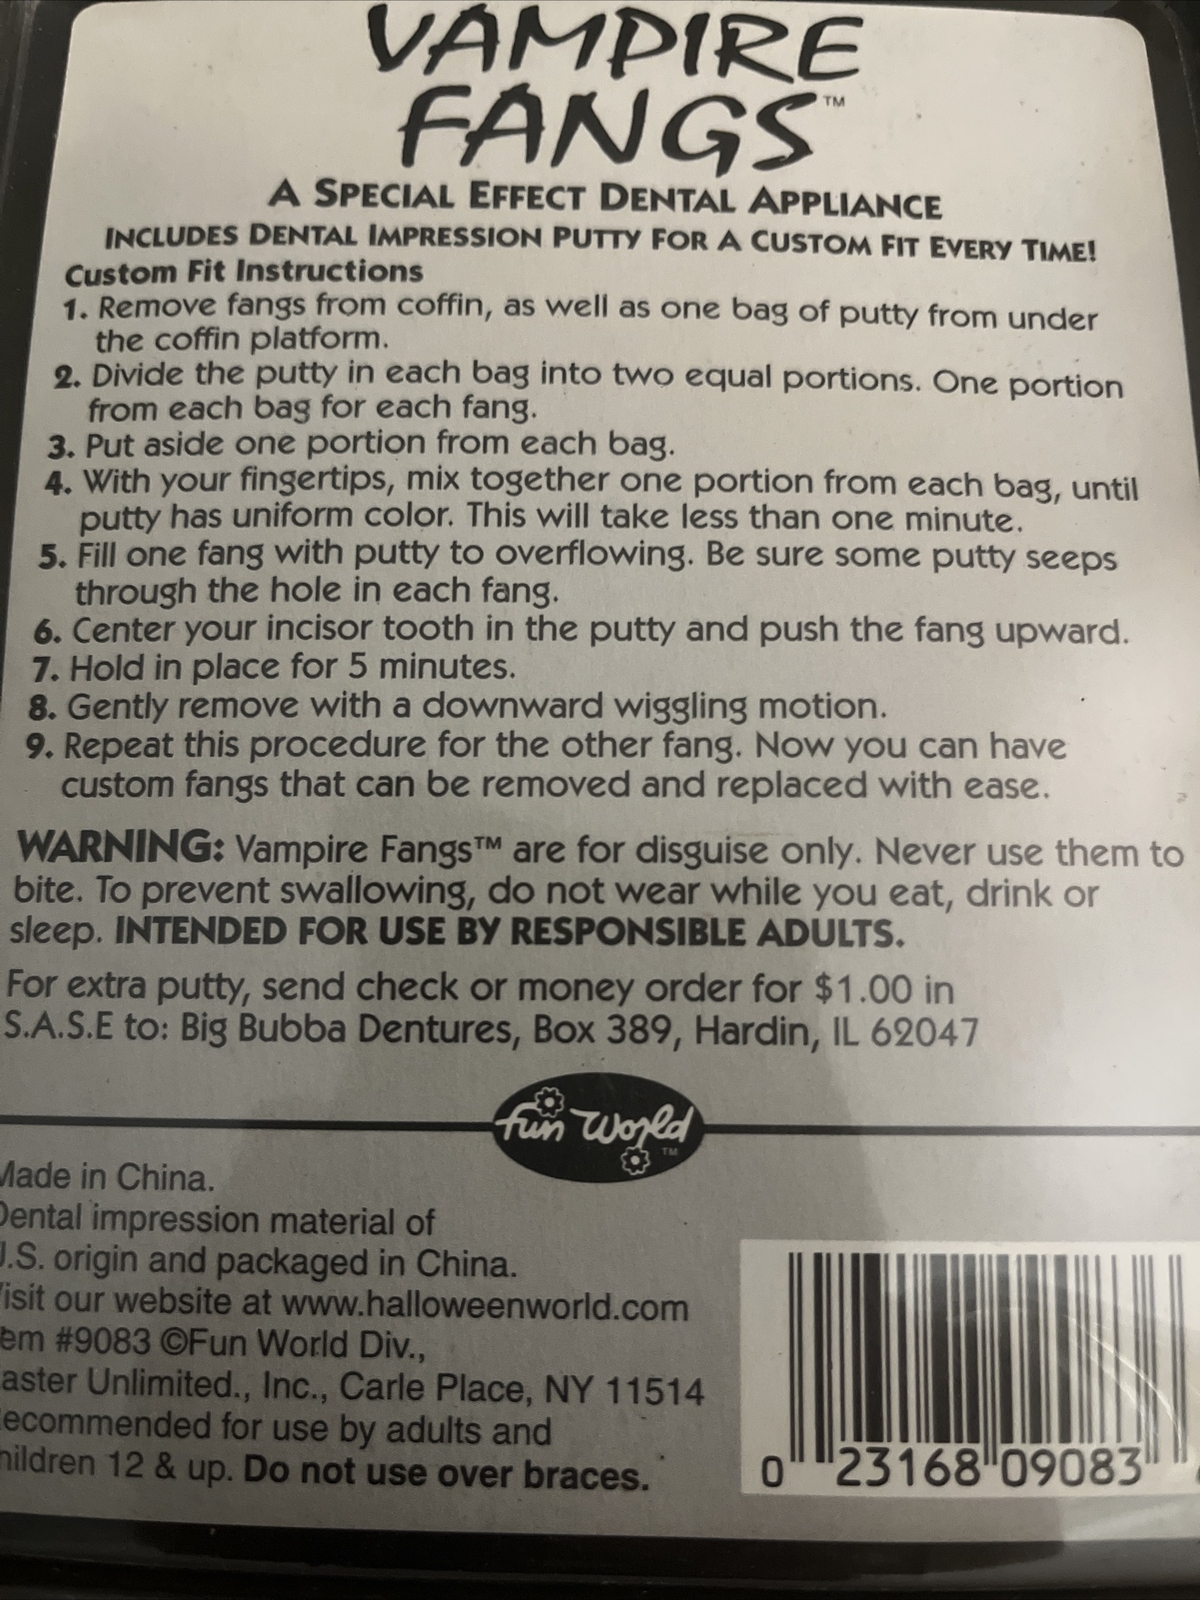 VAMPIRE
FANGS™
A SPECIAL EFFECT DENTAL APPLIANCE
INCLUDES DENTAL IMPRESSION PUTTY FOR A CUSTOM FIT EVERY TIME!
Custom Fit Instructions
1. Remove fangs from coffin, as well as one bag of putty from under
the coffin platform.
2. Divide the putty in each bag into two equal portions. One portion
from each bag for each fang.
3. Put aside one portion from each bag.
4. With your fingertips, mix together one portion from each bag, until
putty has uniform color. This will take less than one minute.
5. Fill one fang with putty to overflowing. Be sure some putty seeps
through the hole in each fang.
6. Center your incisor tooth in the putty and push the fang upward.
7. Hold in place for 5 minutes.
8. Gently remove with a downward wiggling motion.
9. Repeat this procedure for the other fang. Now you can have
custom fangs that can be removed and replaced with ease.
WARNING: Vampire Fangs™ are for disguise only. Never use them to
bite. To prevent swallowing, do not wear while you eat, drink or
sleep. INTENDED FOR USE BY RESPONSIBLE ADULTS.
For extra putty, send check or money order for $1.00 in
S.A.S.E to: Big Bubba Dentures, Box 389, Hardin, IL 62047
fun World™
Made in China.
Dental impression material of
U.S. origin and packaged in China.
Visit our website at www.halloweenworld.com
em #9083 ©Fun World Div.,
aster Unlimited., Inc., Carle Place, NY 11514
ecommended for use by adults and
hildren 12 & up. Do not use over braces.
0 23168 09083